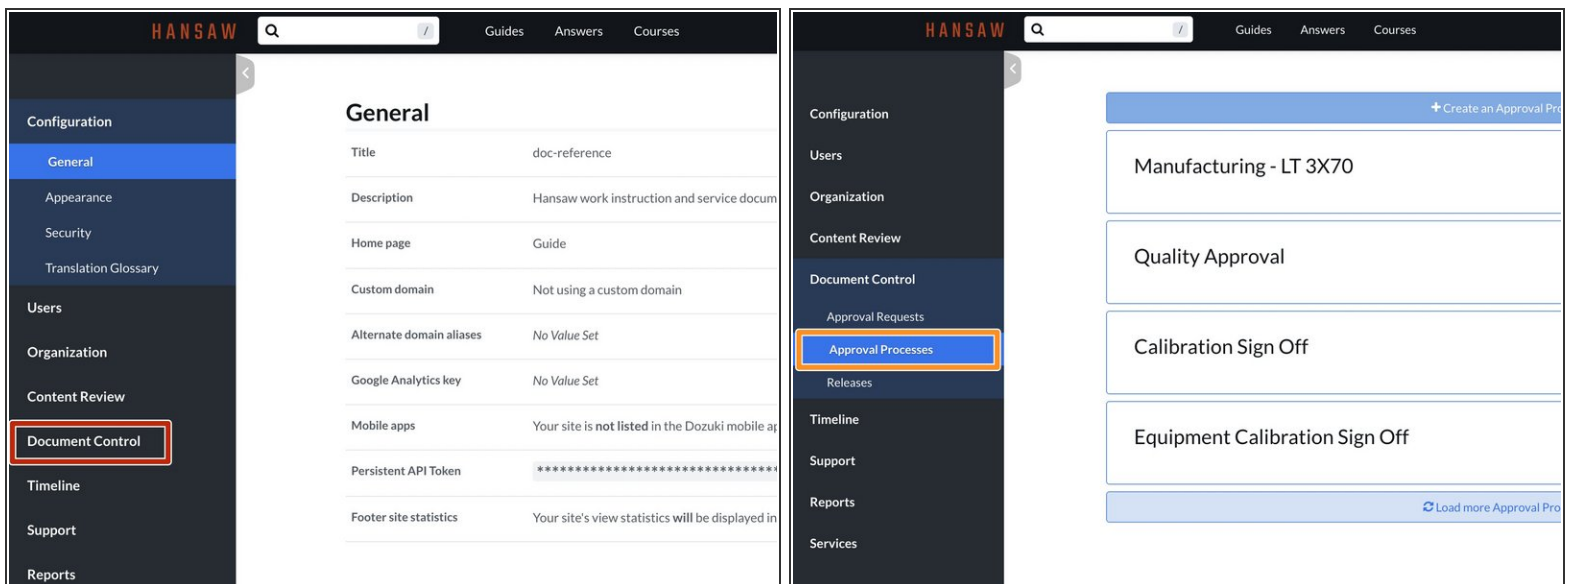 HANSAW
/
Guides Answers Courses
Configuration
General
Appearance
Security
Translation Glossary
Users
Organization
Content Review
Document Control
Timeline
Support
Reports
General
Title doc-reference
Description Hansaw work instruction and service docum
Home page Guide
Custom domain Not using a custom domain
Alternate domain aliases No Value Set
Google Analytics key No Value Set
Mobile apps Your site is not listed in the Dozuki mobile ap
Persistent API Token **********************************
Footer site statistics Your site's view statistics will be displayed in
HANSAW
/
Guides Answers Courses
Configuration
Users
Organization
Content Review
Document Control
Approval Requests
Approval Processes
Releases
Timeline
Support
Reports
Services
+ Create an Approval Pro
Manufacturing - LT 3X70
Quality Approval
Calibration Sign Off
Equipment Calibration Sign Off
Load more Approval Pro